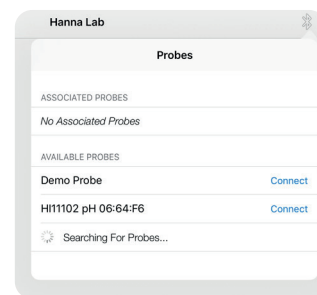 Hanna Lab
Probes
ASSOCIATED PROBES
No Associated Probes
AVAILABLE PROBES
Demo Probe Connect
HI11102 pH 06:64:F6 Connect
Searching For Probes...